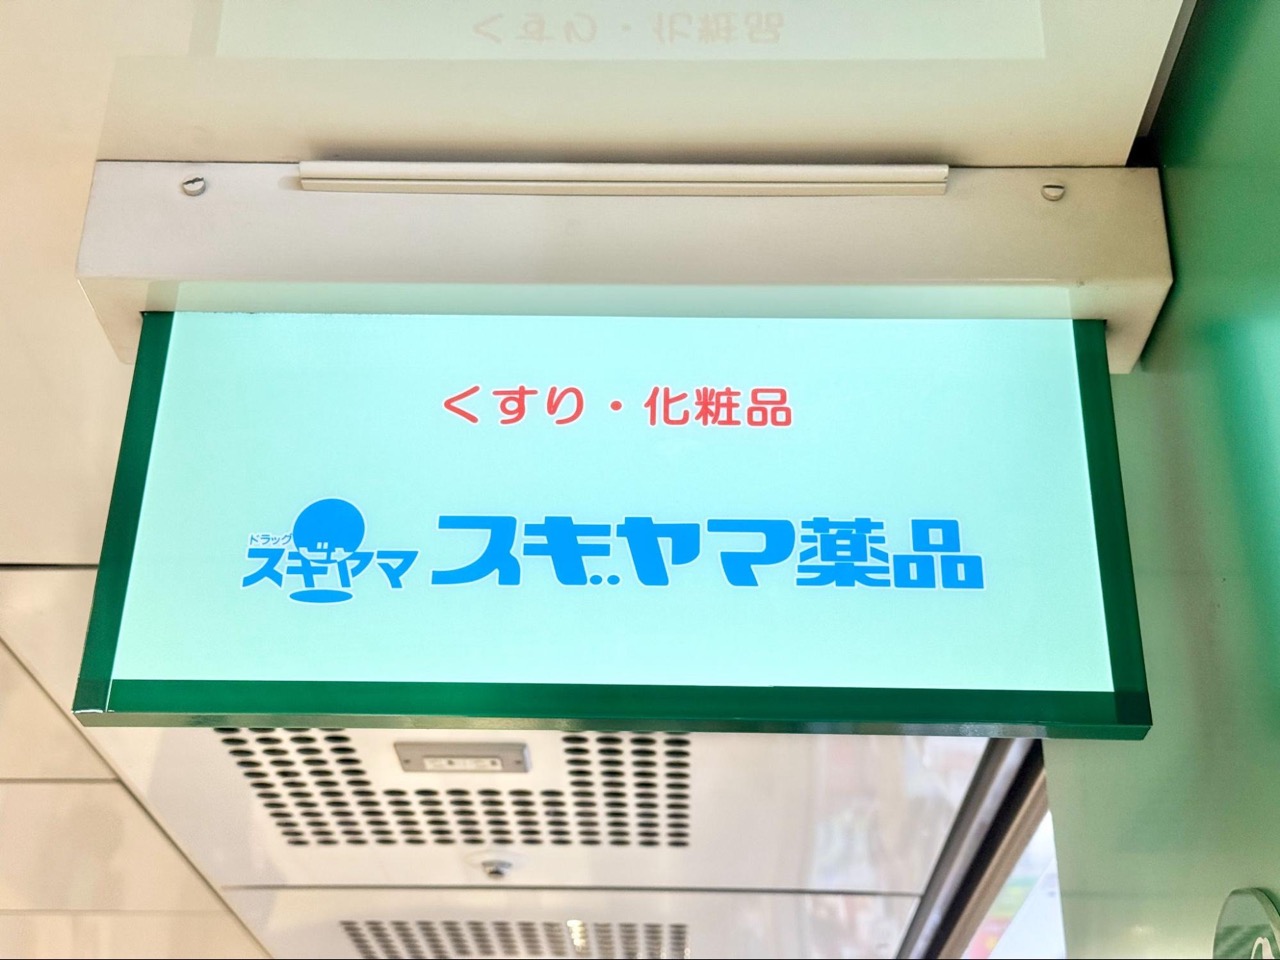 くすり・化粧品
ドラッグ
スギヤマ
スギヤマ薬品